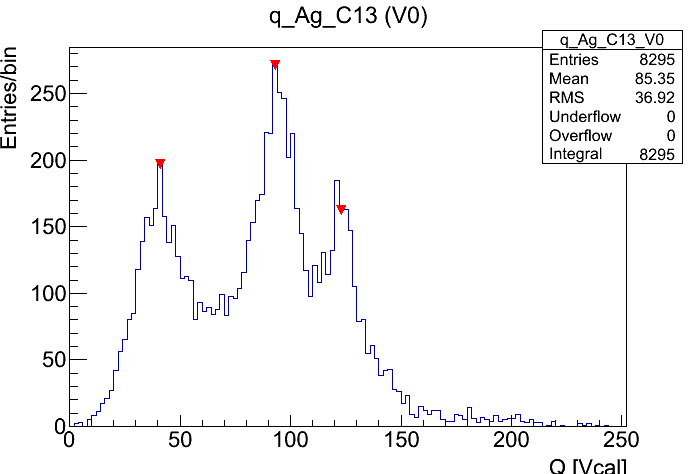 q_Ag_C13 (V0)
q_Ag_C13_V0
Entries 8295
Mean 85.35
RMS 36.92
Underflow 0
Overflow 0
Integral 8295
Entries/bin
250
200
150
100
50
0
0 50 100 150 200 250
Q [Vcal]